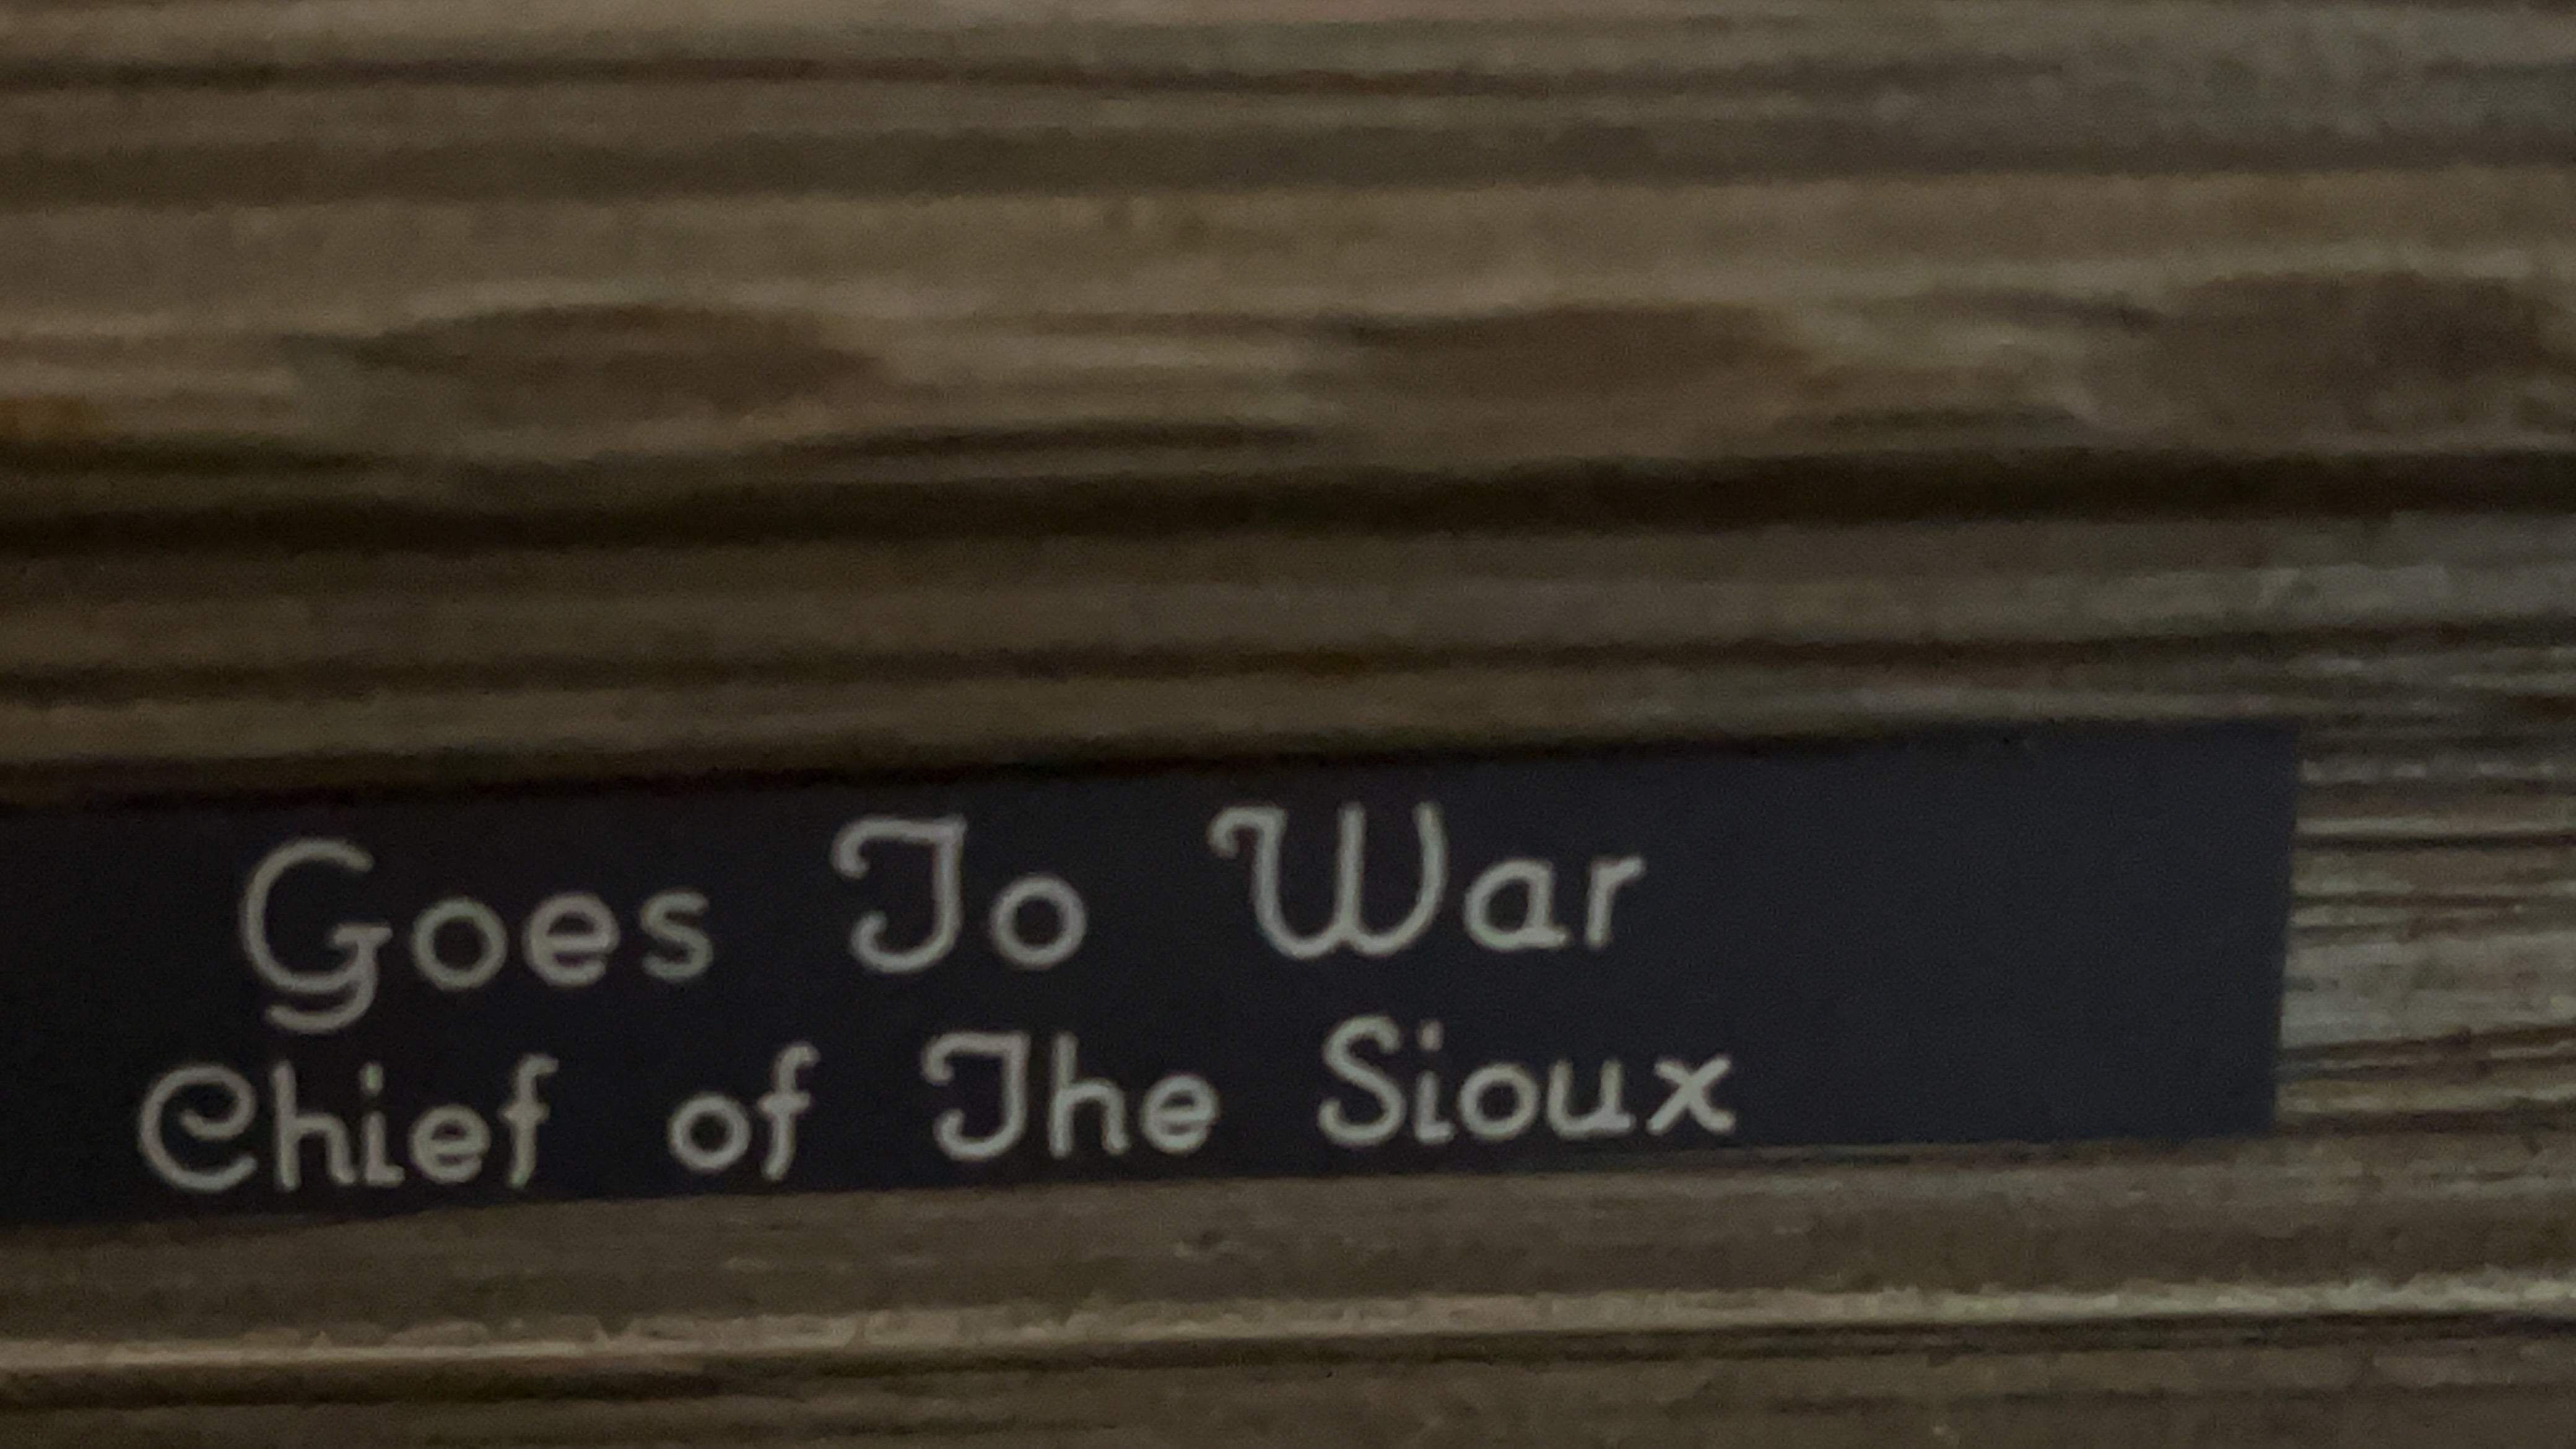 Goes To War
Chief of The Sioux